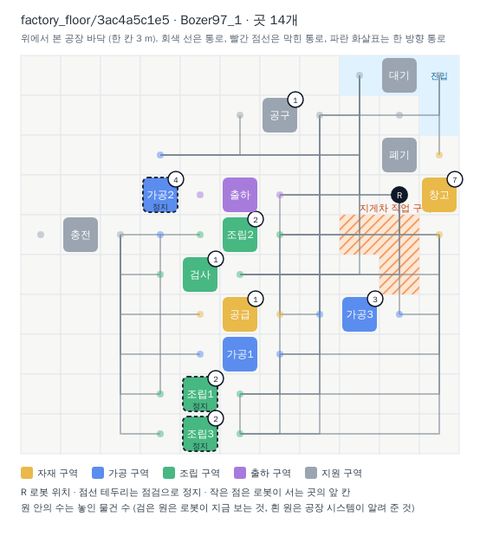 factory_floor/3ac4a5c1e5 · Bozer97_1 · 곳 14개
위에서 본 공장 바닥 (한 칸 3 m). 회색 선은 통로, 빨간 점선은 막힌 통로, 파란 화살표는 한 방향 통로
대기
전립
공구 1
폐기
가공2 4
정지
출하
R
창고 7
지게차 작업 구
충전
조립2 2
검사 1
공급 1
가공3 3
가공1
조립1 2
정지
조립3 2
정지
자재 구역 가공 구역 조립 구역 출하 구역 지원 구역
R 로봇 위치 · 점선 테두리는 점검으로 정지 · 작은 점은 로봇이 서는 곳의 앞 칸
원 안의 수는 놓인 물건 수 (검은 원은 로봇이 지금 보는 것, 흰 원은 공장 시스템이 알려 준 것)